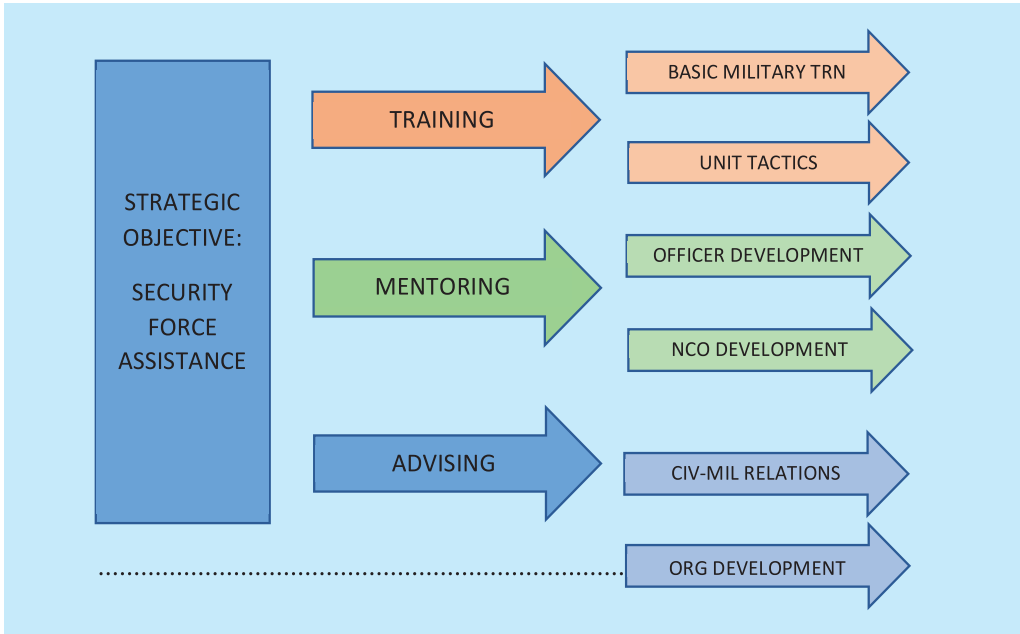 STRATEGIC
OBJECTIVE:
SECURITY
FORCE
ASSISTANCE
TRAINING
BASIC MILITARY TRN
UNIT TACTICS
MENTORING
OFFICER DEVELOPMENT
NCO DEVELOPMENT
ADVISING
CIV-MIL RELATIONS
ORG DEVELOPMENT